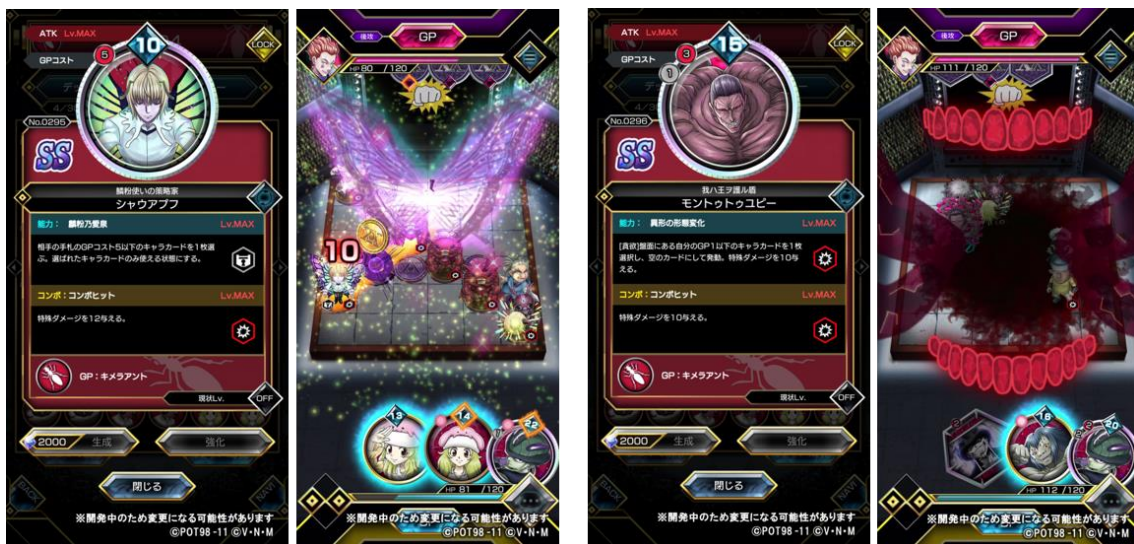 ATK Lv.MAX
10
LOCK
GPコスト
5
No.0295
SS
鱗粉使いの策略家
シャウアプフ
能力： 鱗粉乃愛泉 Lv.MAX
相手の手札のGPコスト5以下のキャラカードを1枚選
ぶ。選ばれたキャラカードのみ使える状態にする。
コンボ：コンボヒット Lv.MAX
特殊ダメージを12与える。
GP：キメラアント
現状Lv. OFF
2000 生成 強化
閉じる
BACK
NAVI
※開発中のため変更になる可能性があります
©POT98 -11 ©V・N・M
後攻 GP
HP 80 /120
10
13
14
22
HP 81 /120
※開発中のため変更になる可能性があります
©POT98 -11 ©V・N・M
ATK Lv.MAX
15
LOCK
GPコスト
3
1
No.0296
SS
我ハ王ヲ護ル盾
モントゥトゥユピー
能力： 異形の形態変化 Lv.MAX
[貪欲]盤面にある自分のGP1以下のキャラカードを1枚
選択し、空のカードにして発動。特殊ダメージを10与
える。
コンボ：コンボヒット Lv.MAX
特殊ダメージを10与える。
GP：キメラアント
現状Lv. OFF
2000 生成 強化
閉じる
BACK
NAVI
※開発中のため変更になる可能性があります
©POT98 -11 ©V・N・M
後攻 GP
HP 111 /120
2
16
2
20
HP 112 /120
※開発中のため変更になる可能性があります
©POT98 -11 ©V・N・M